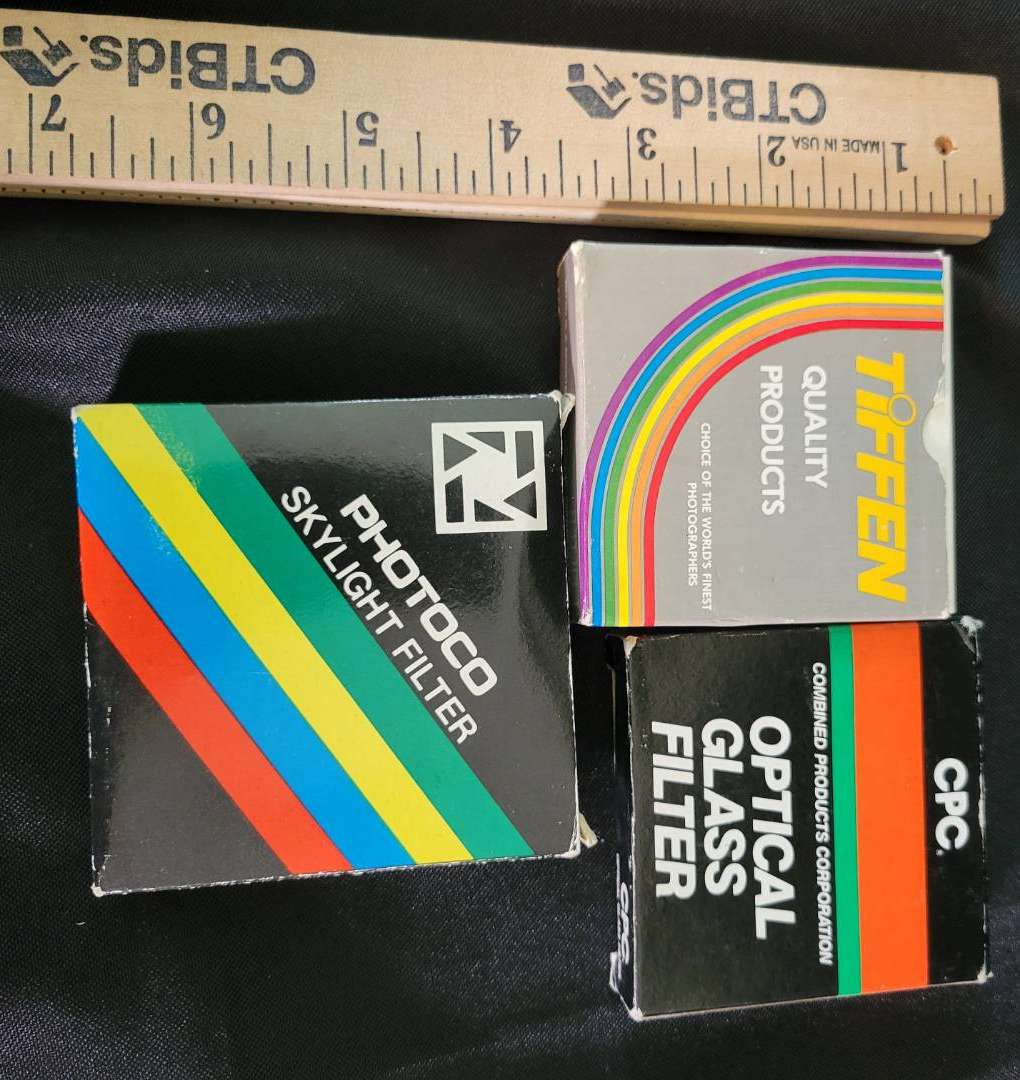 CTBids.
CTBids.
MADE IN USA
1
2
3
4
5
6
7
TIFFEN
QUALITY
PRODUCTS
CHOICE OF THE WORLD'S FINEST
PHOTOGRAPHERS
PHOTOCO
SKYLIGHT FILTER
CPC.
COMBINED PRODUCTS CORPORATION
OPTICAL
GLASS
FILTER
CPC